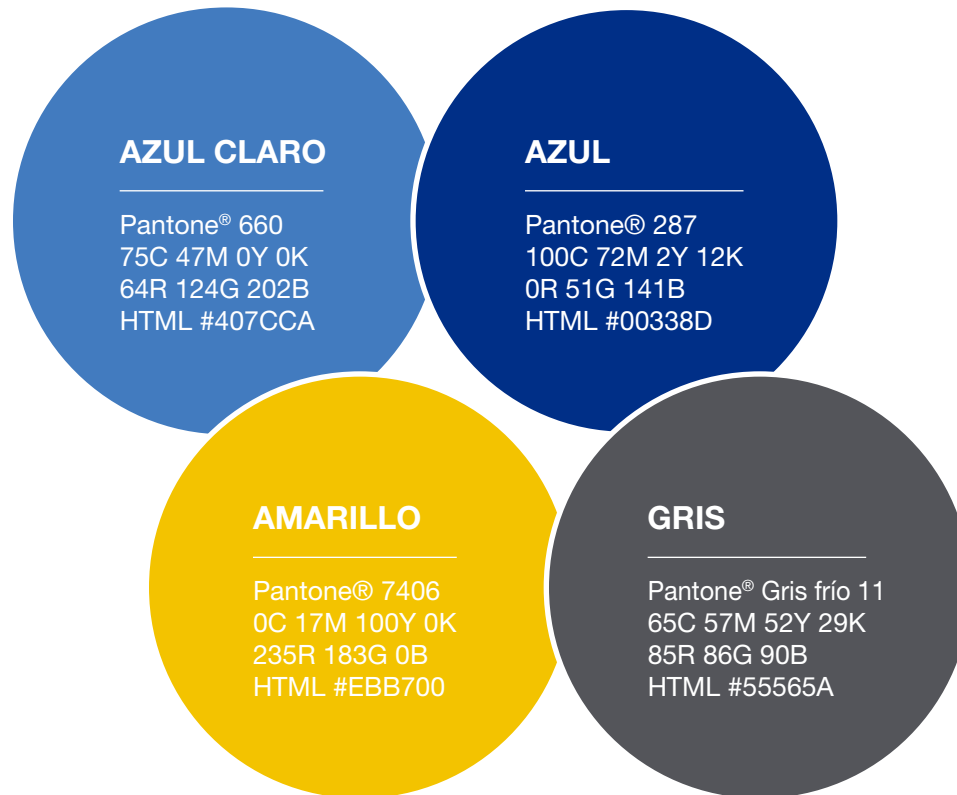 AZUL CLARO
Pantone® 660
75C 47M 0Y 0K
64R 124G 202B
HTML #407CCA
AZUL
Pantone® 287
100C 72M 2Y 12K
0R 51G 141B
HTML #00338D
AMARILLO
Pantone® 7406
0C 17M 100Y 0K
235R 183G 0B
HTML #EBB700
GRIS
Pantone® Gris frío 11
65C 57M 52Y 29K
85R 86G 90B
HTML #55565A